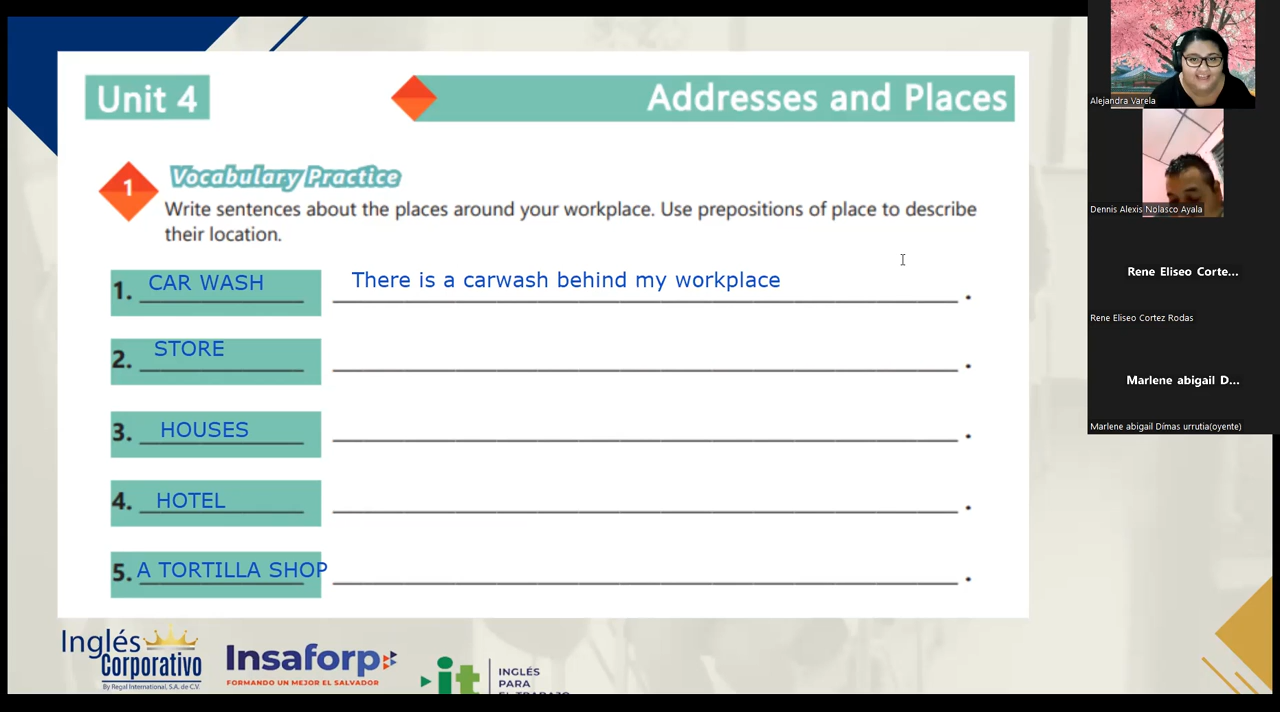 Unit 4
Addresses and Places
1
Vocabulary Practice
Write sentences about the places around your workplace. Use prepositions of place to describe
their location.
1. CAR WASH There is a carwash behind my workplace .
2. STORE .
3. HOUSES .
4. HOTEL .
5. A TORTILLA SHOP .
Inglés
Corporativo
By Regal International, S.A. de C.V.
Insaforp
FORMANDO UN MEJOR EL SALVADOR
it
INGLÉS
PARA
EL TRABAJO
Alejandra Varela
Dennis Alexis Nolasco Ayala
Rene Eliseo Corte...
Rene Eliseo Cortez Rodas
Marlene abigail D...
Marlene abigail Dímas urrutia(oyente)